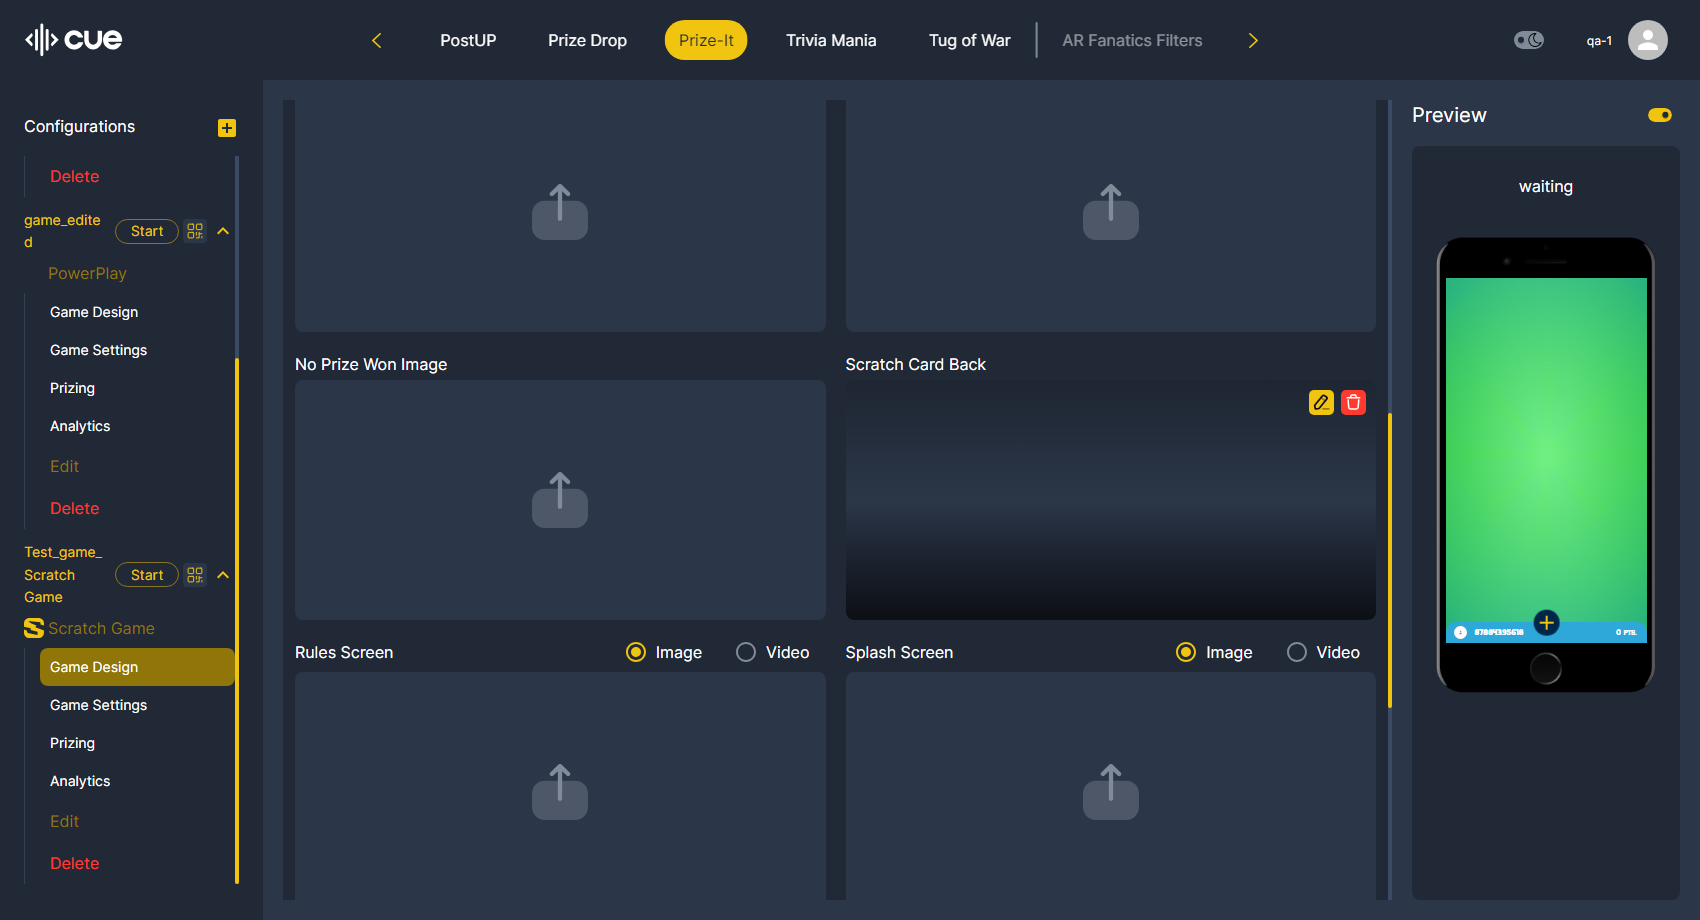 cue
PostUP
Prize Drop
Prize-It
Trivia Mania
Tug of War
AR Fanatics Filters
qa-1
Configurations
Delete
game_edite
d
Start
PowerPlay
Game Design
Game Settings
Prizing
Analytics
Edit
Delete
Test_game_
Scratch
Game
Start
Scratch Game
Game Design
Game Settings
Prizing
Analytics
Edit
Delete
No Prize Won Image
Scratch Card Back
Rules Screen
Image
Video
Splash Screen
Image
Video
Preview
waiting
0 PTS.